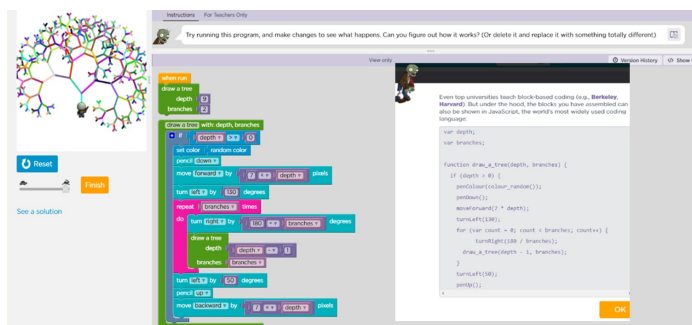 Instructions For Teachers Only
Try running this program, and make changes to see what happens. Can you figure out how it works? (Or delete it and replace it with something totally different)
View only
Version History </> Show
when run
draw a tree
depth 9
branches 2
draw a tree with: depth, branches
if depth > 0
set color random color
pencil down
move forward by 7 × depth pixels
turn left by 130 degrees
repeat branches times
do turn right by 180 ÷ branches degrees
draw a tree
depth depth - 1
branches branches
turn left by 50 degrees
pencil up
move backward by 7 × depth pixels
Reset
Finish
See a solution
Even top universities teach block-based coding (e.g., Berkeley,
Harvard). But under the hood, the blocks you have assembled can
also be shown in JavaScript, the world's most widely used coding
language:
var depth;
var branches;
function draw_a_tree(depth, branches) {
if (depth > 0) {
penColour(colour_random());
penDown();
moveForward(7 * depth);
turnLeft(130);
for (var count = 0; count < branches; count++) {
turnRight(180 / branches);
draw_a_tree(depth - 1, branches);
}
turnLeft(50);
penUp();
OK